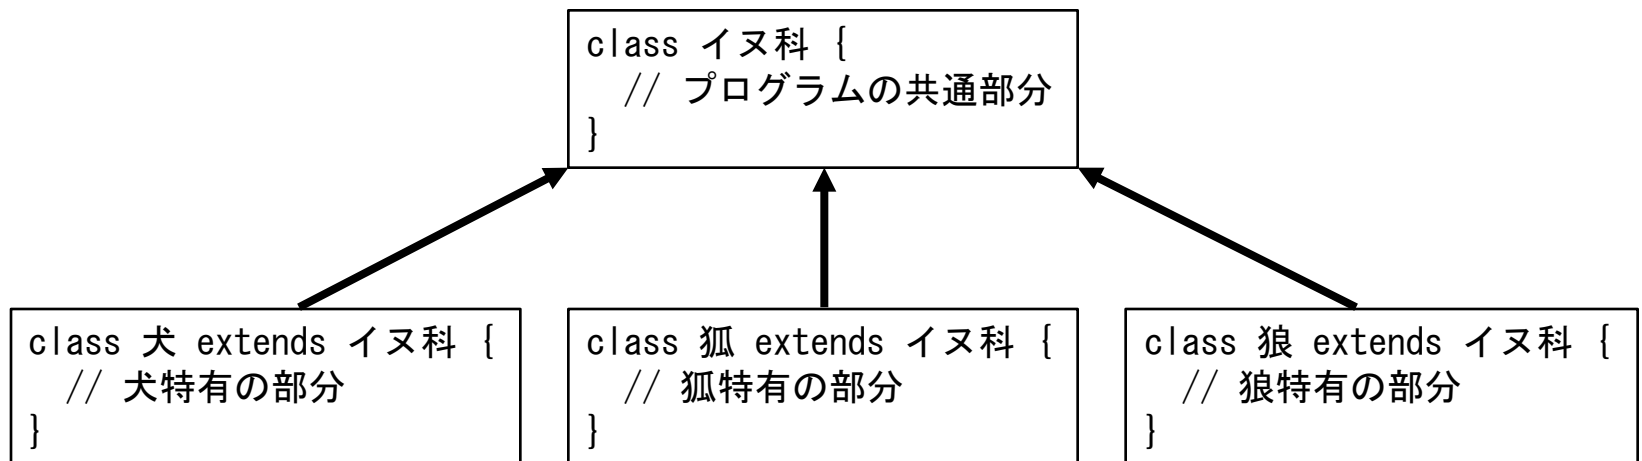 class イヌ科 {
// プログラムの共通部分
}
class 犬 extends イヌ科 {
// 犬特有の部分
}
class 狐 extends イヌ科 {
// 狐特有の部分
}
class 狼 extends イヌ科 {
// 狼特有の部分
}